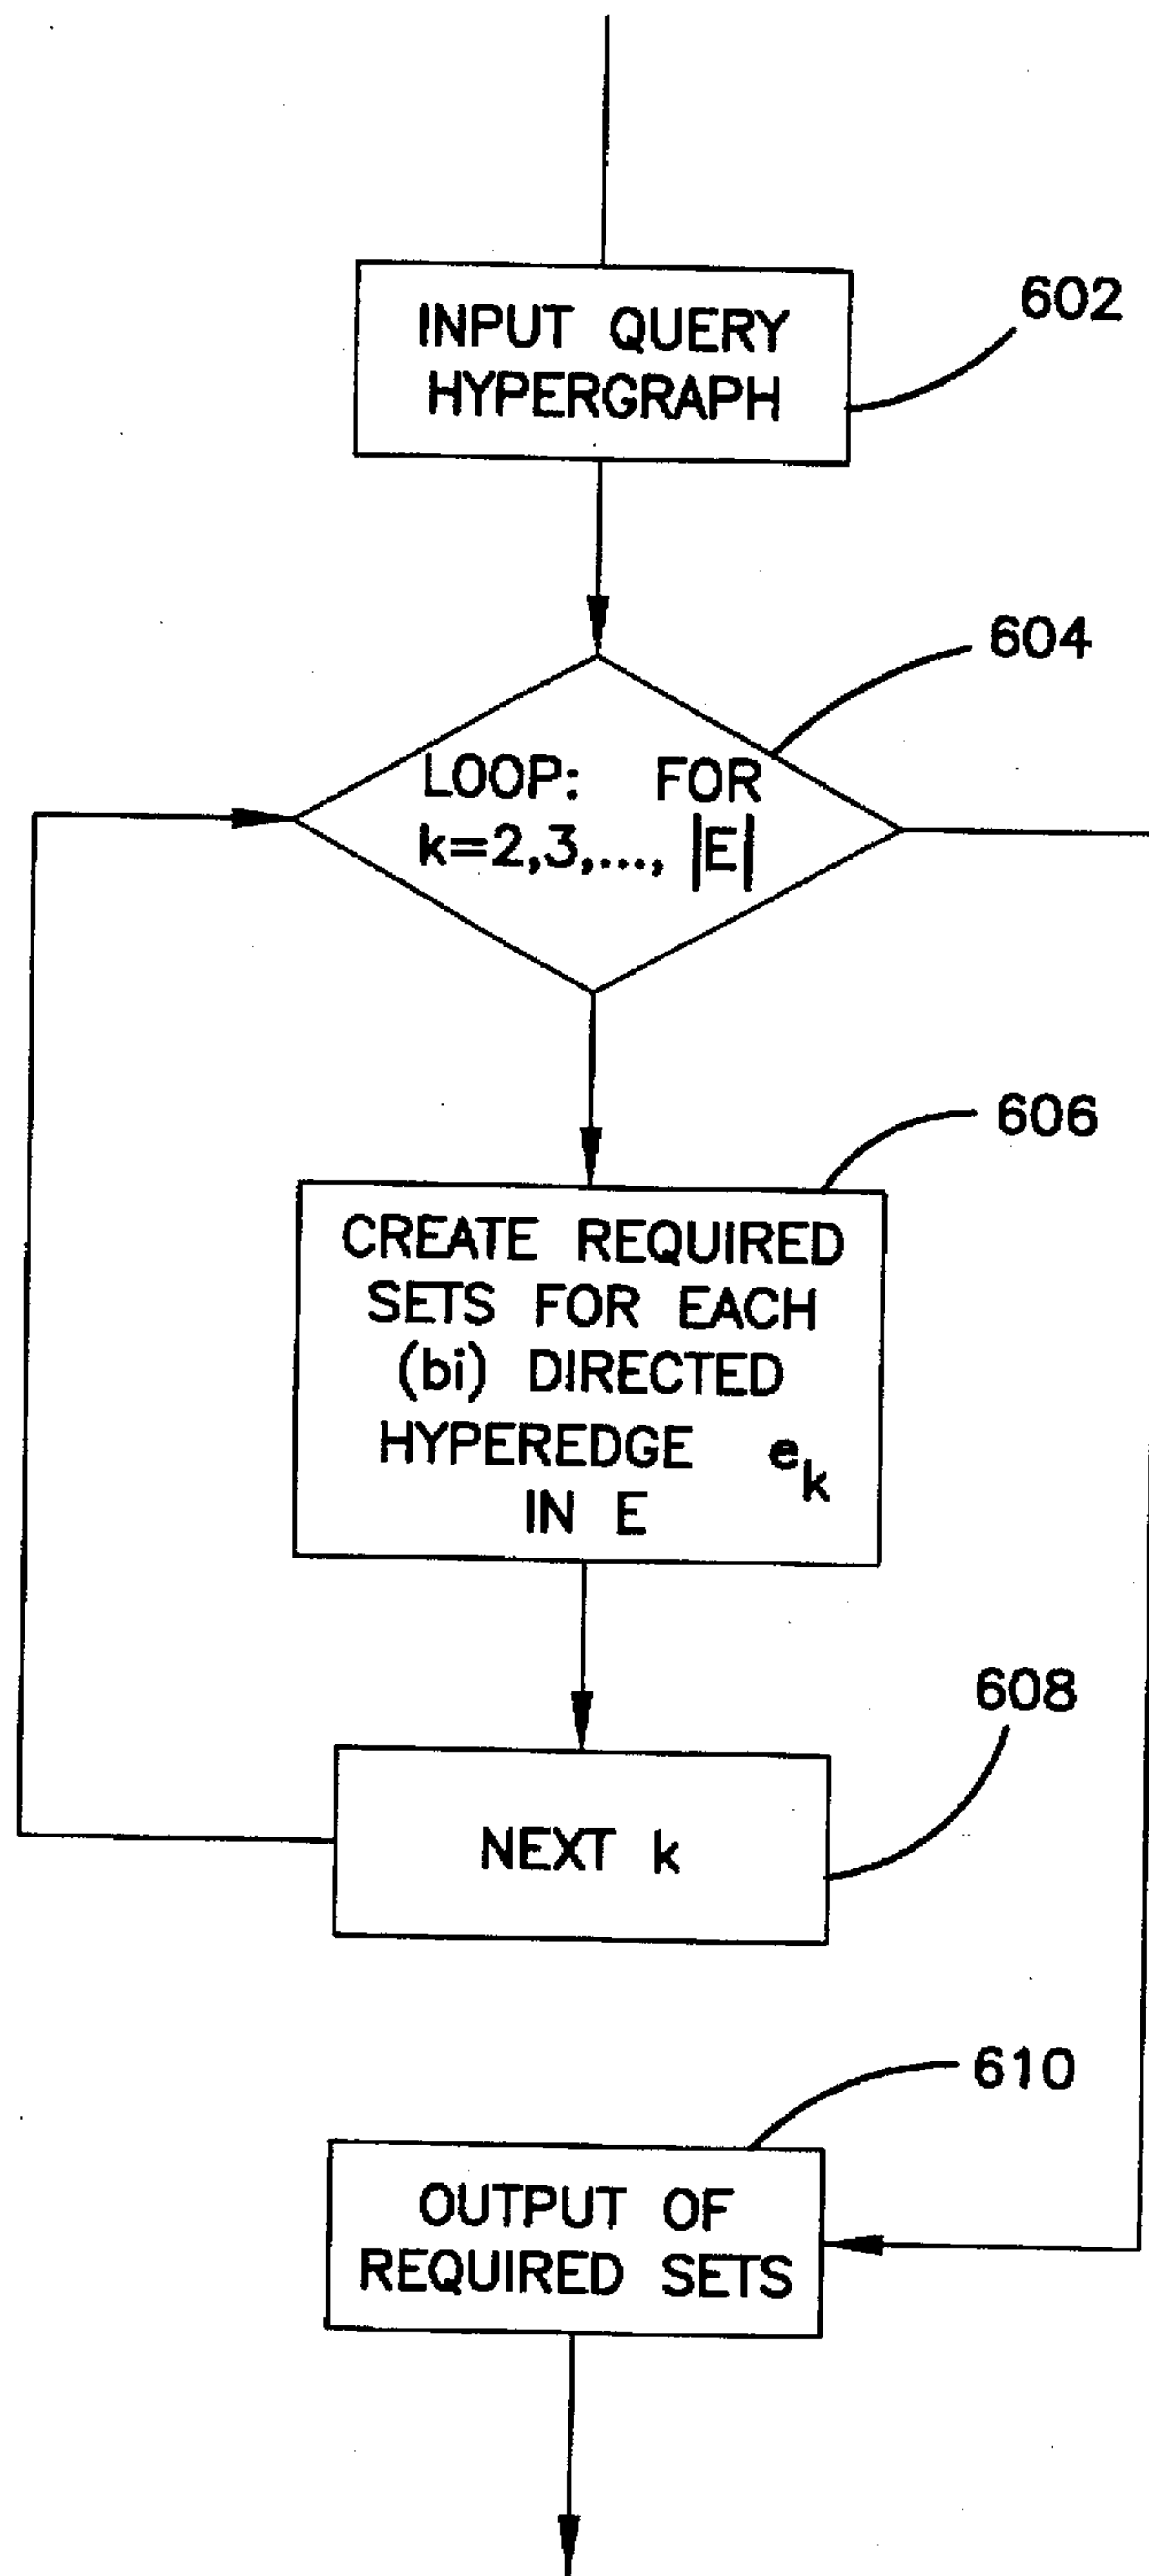 INPUT QUERY
HYPERGRAPH
602
604
LOOP: FOR
k=2,3,..., |E|
606
CREATE REQUIRED
SETS FOR EACH
(bi) DIRECTED
HYPEREDGE e_k
IN E
608
NEXT k
610
OUTPUT OF
REQUIRED SETS